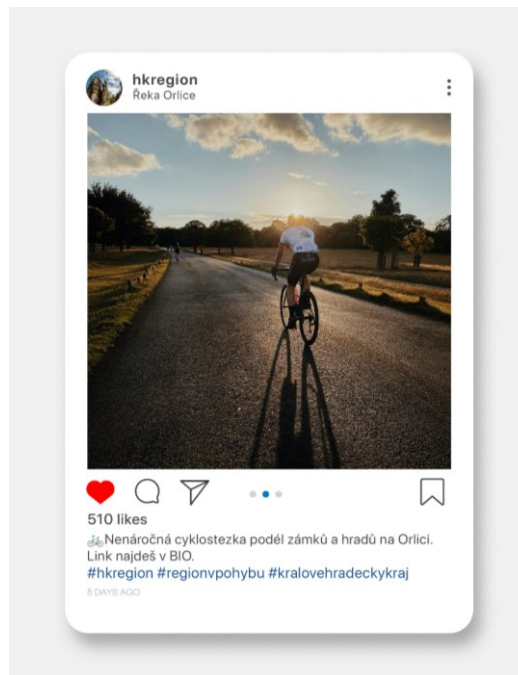 hkregion
Řeka Orlice
510 likes
🚲Nenáročná cyklostezka podél zámků a hradů na Orlici.
Link najdeš v BIO.
#hkregion #regionvpohybu #kralovehradeckykraj
5 DAYS AGO